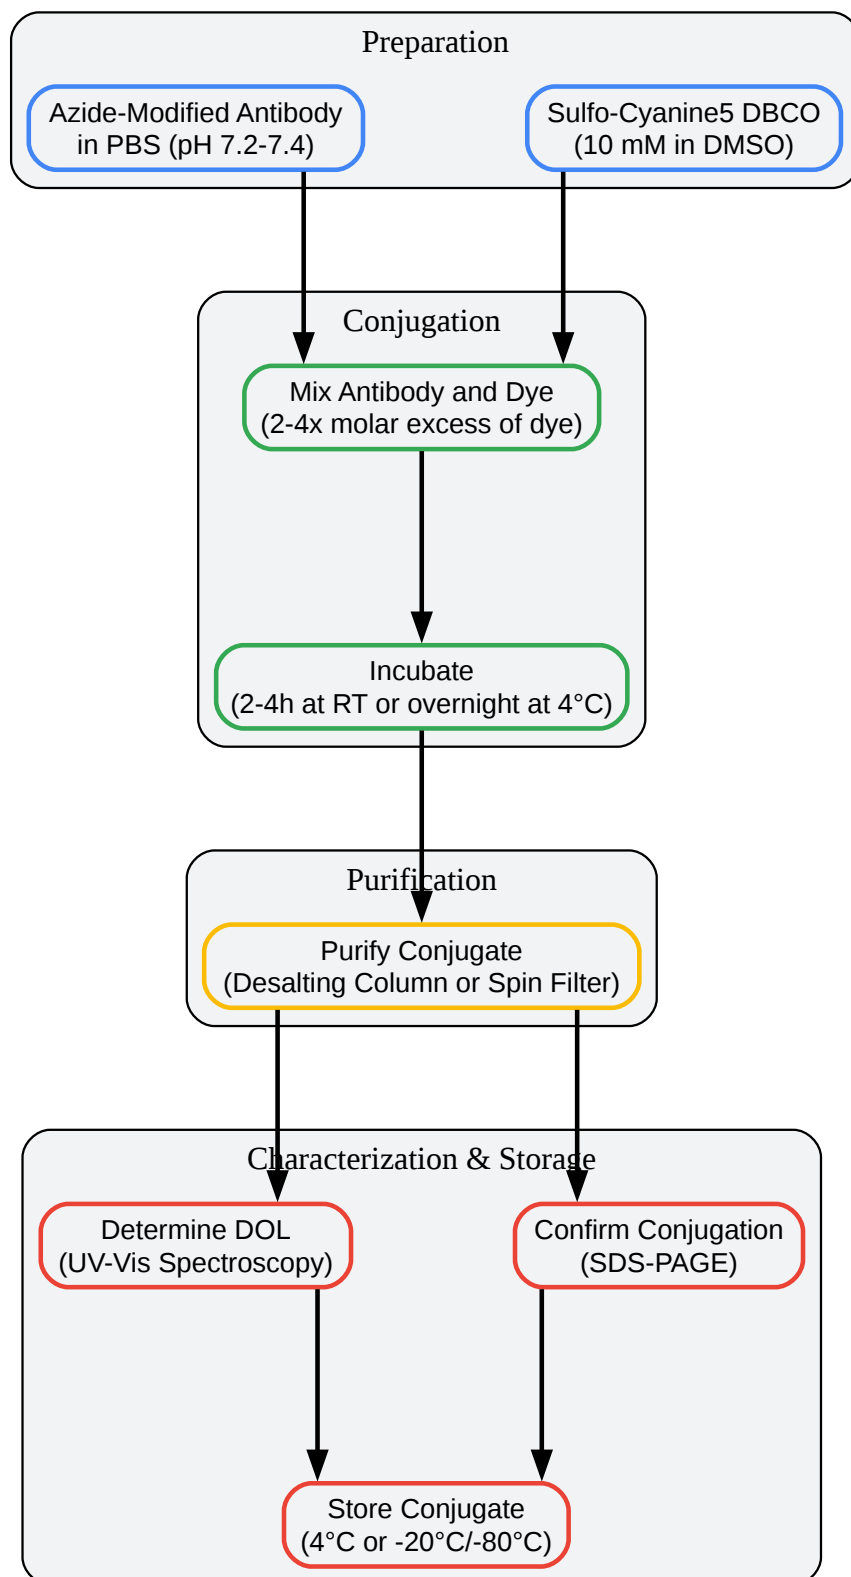 Preparation
Azide-Modified Antibody
in PBS (pH 7.2-7.4)
Sulfo-Cyanine5 DBCO
(10 mM in DMSO)
Conjugation
Mix Antibody and Dye
(2-4x molar excess of dye)
Incubate
(2-4h at RT or overnight at 4°C)
Purification
Purify Conjugate
(Desalting Column or Spin Filter)
Characterization & Storage
Determine DOL
(UV-Vis Spectroscopy)
Confirm Conjugation
(SDS-PAGE)
Store Conjugate
(4°C or -20°C/-80°C)